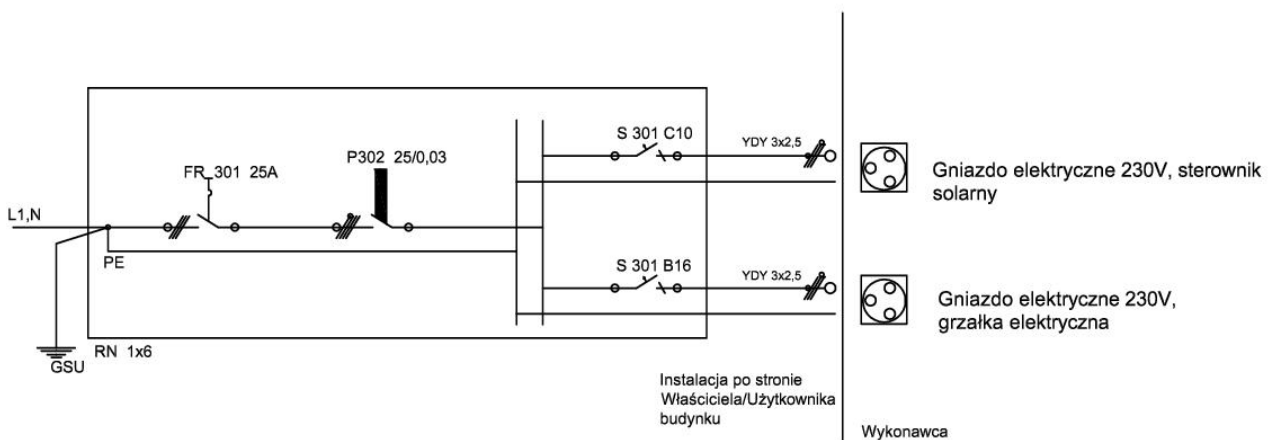 S 301 C10
YDY 3x2,5
P302 25/0,03
FR 301 25A
Gniazdo elektryczne 230V, sterownik
solarny
L1,N
PE
S 301 B16
YDY 3x2,5
Gniazdo elektryczne 230V,
grzałka elektryczna
RN 1x6
GSU
Instalacja po stronie
Właściciela/Użytkownika
budynku
Wykonawca